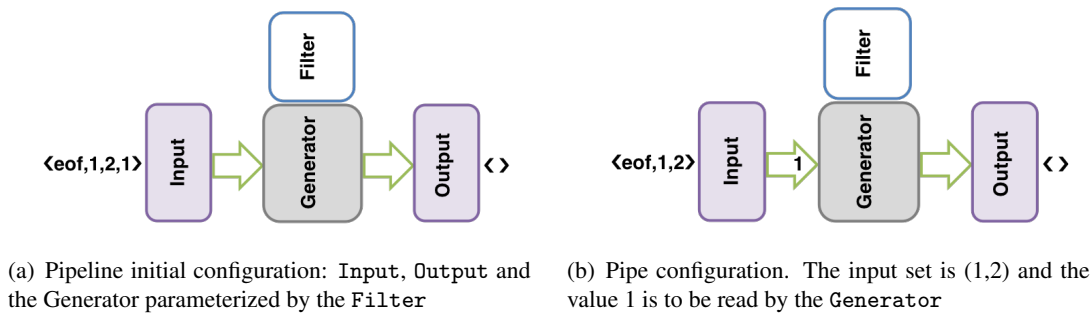 Filter
<eof,1,2,1>
Input
Generator
Output
< >
(a) Pipeline initial configuration: Input, Output and
the Generator parameterized by the Filter
Filter
<eof,1,2>
Input
1
Generator
Output
< >
(b) Pipe configuration. The input set is (1,2) and the
value 1 is to be read by the Generator